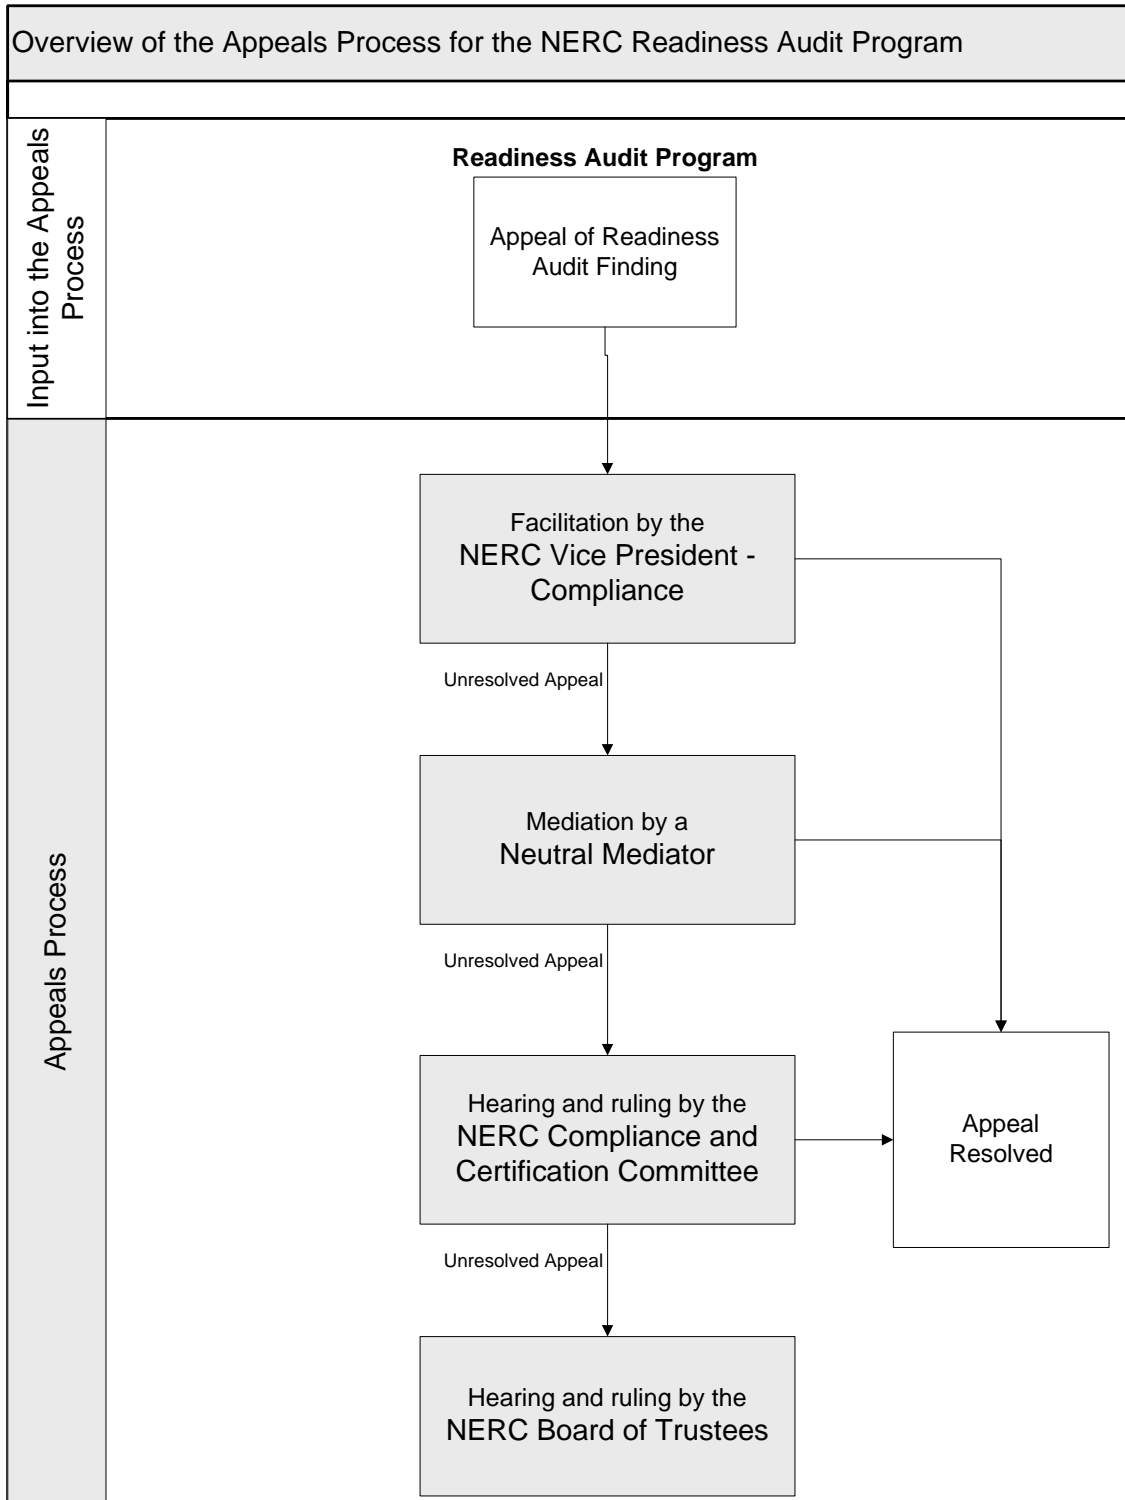 Overview of the Appeals Process for the NERC Readiness Audit Program
Input into the Appeals
Process
Readiness Audit Program
Appeal of Readiness
Audit Finding
Appeals Process
Facilitation by the
NERC Vice President -
Compliance
Unresolved Appeal
Mediation by a
Neutral Mediator
Unresolved Appeal
Hearing and ruling by the
NERC Compliance and
Certification Committee
Appeal
Resolved
Unresolved Appeal
Hearing and ruling by the
NERC Board of Trustees